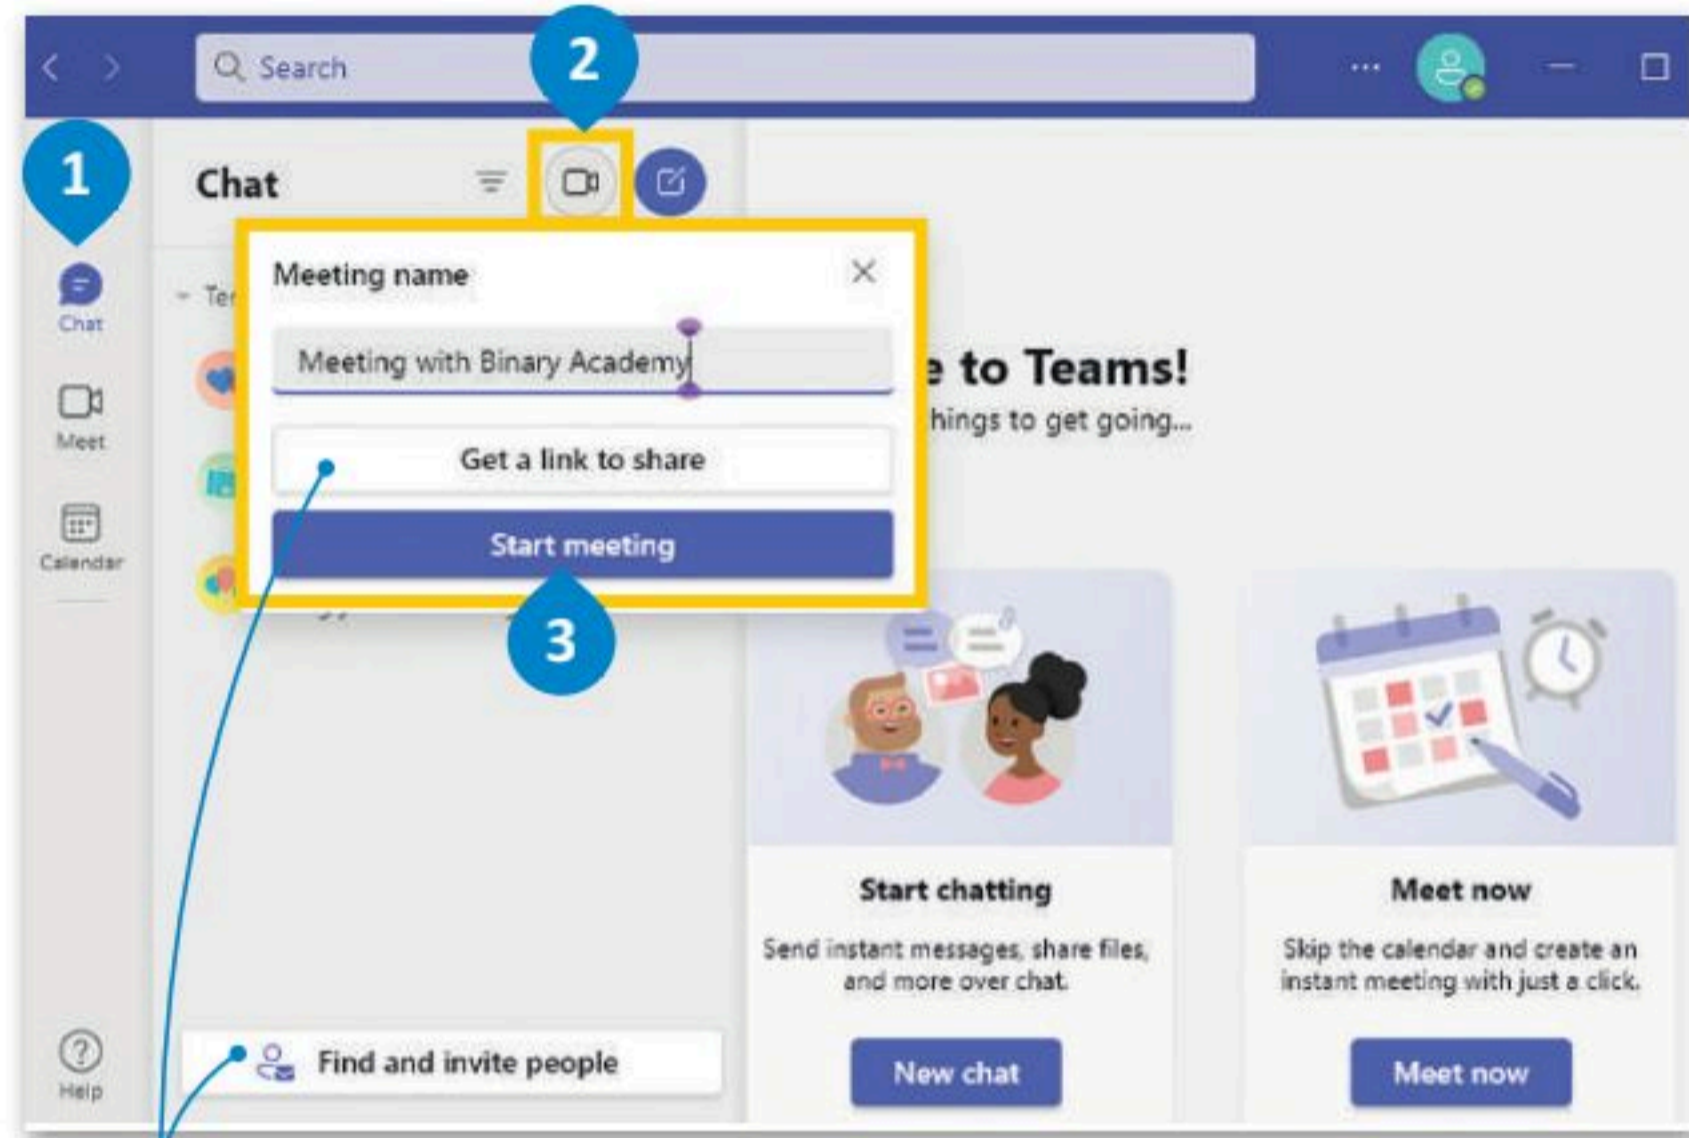 Search
2
1
Chat
Meeting name
Chat
Ter
Meeting with Binary Academy
e to Teams!
Meet
hings to get going...
Get a link to share
Start meeting
Calendar
3
Start chatting
Meet now
Send instant messages, share files,
and more over chat.
Skip the calendar and create an
instant meeting with just a click.
Find and invite people
New chat
Meet now
Help